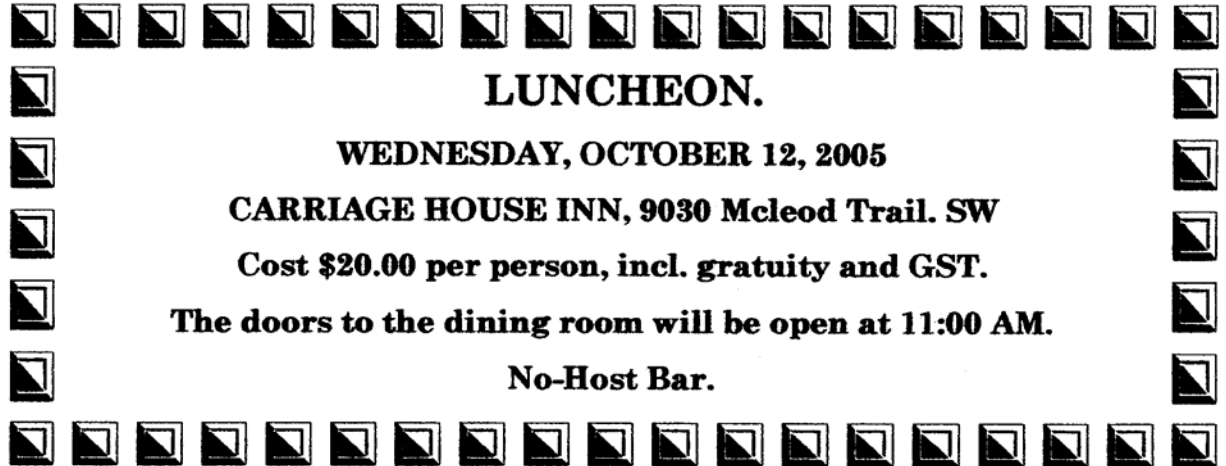 LUNCHEON.
WEDNESDAY, OCTOBER 12, 2005
CARRIAGE HOUSE INN, 9030 Mcleod Trail. SW
Cost $20.00 per person, incl. gratuity and GST.
The doors to the dining room will be open at 11:00 AM.
No-Host Bar.